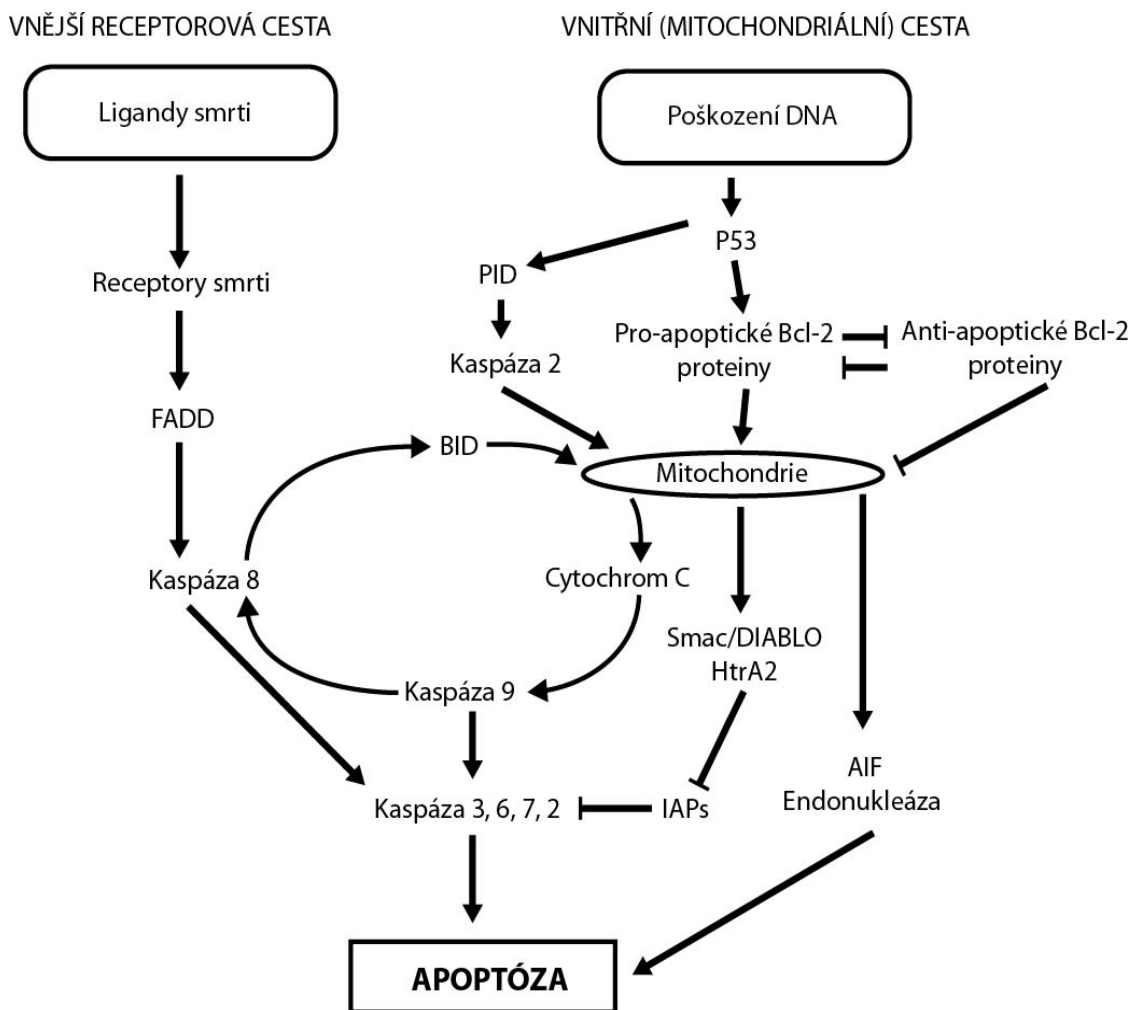 VNĚJŠÍ RECEPTOROVÁ CESTA
VNITŘNÍ (MITOCHONDRIÁLNÍ) CESTA
Ligandy smrti
Poškození DNA
P53
PID
Receptory smrti
Pro-apoptické Bcl-2
proteiny
Anti-apoptické Bcl-2
proteiny
Kaspáza 2
FADD
BID
Mitochondrie
Kaspáza 8
Cytochrom C
Smac/DIABLO
HtrA2
Kaspáza 9
AIF
Endonukleáza
Kaspáza 3, 6, 7, 2
IAPs
APOPTÓZA